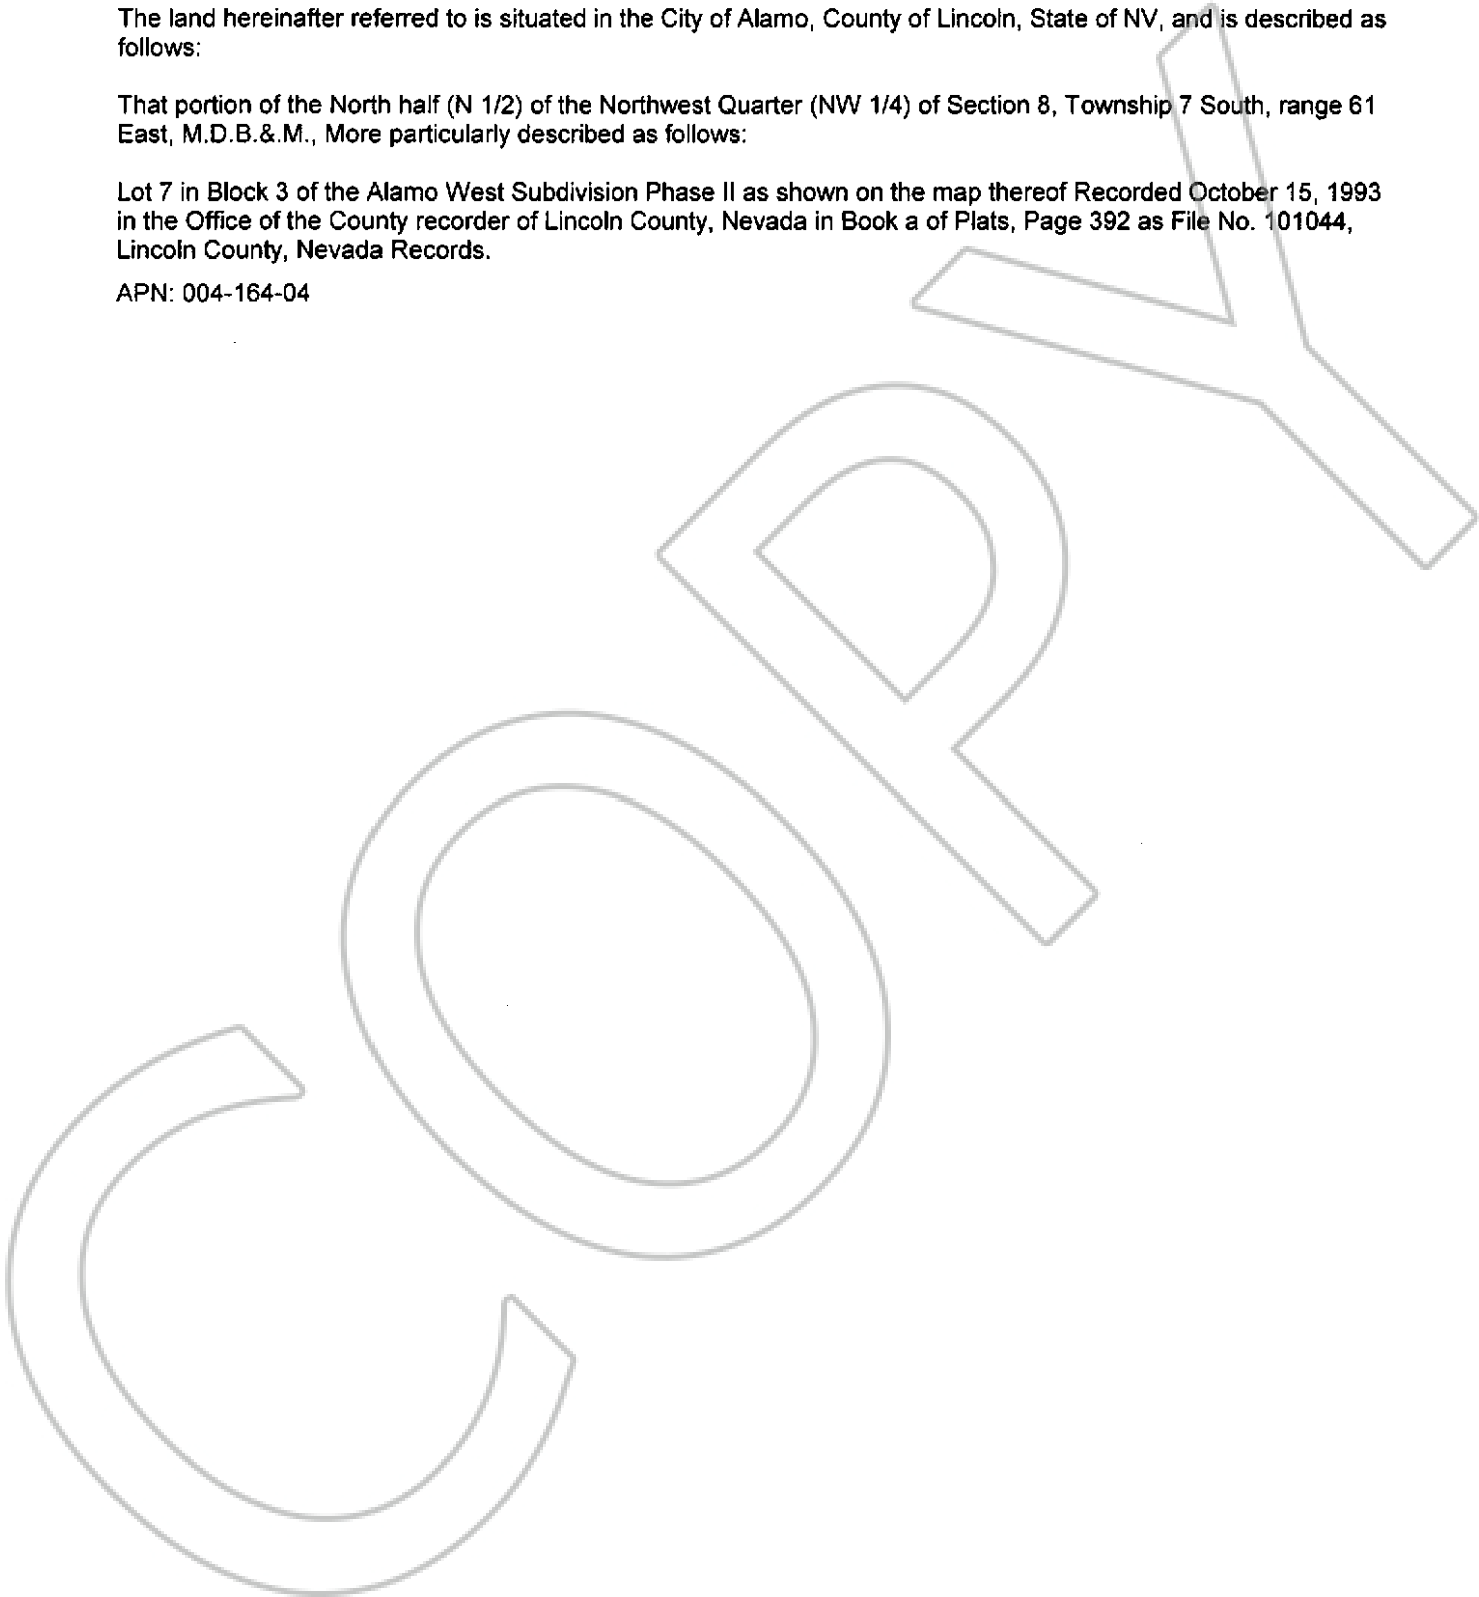 The land hereinafter referred to is situated in the City of Alamo, County of Lincoln, State of NV, and is described as
follows:
That portion of the North half (N 1/2) of the Northwest Quarter (NW 1/4) of Section 8, Township 7 South, range 61
East, M.D.B.&.M., More particularly described as follows:
Lot 7 in Block 3 of the Alamo West Subdivision Phase II as shown on the map thereof Recorded October 15, 1993
in the Office of the County recorder of Lincoln County, Nevada in Book a of Plats, Page 392 as File No. 101044,
Lincoln County, Nevada Records.
APN: 004-164-04
COPY